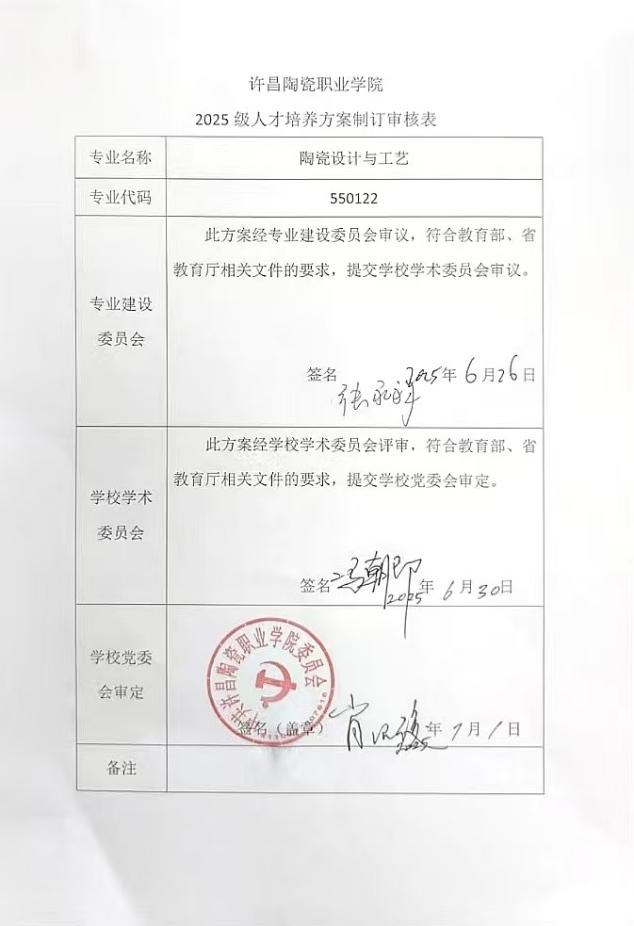 许昌陶瓷职业学院
2025 级人才培养方案制订审核表
专业名称 陶瓷设计与工艺
专业代码 550122
专业建设
委员会
此方案经专业建设委员会审议，符合教育部、省
教育厅相关文件的要求，提交学校学术委员会审议。
签名 2025年 6月26日
学校学术
委员会
此方案经学校学术委员会评审，符合教育部、省
教育厅相关文件的要求，提交学校党委会审定。
签名 冯朝 2025年 6月30日
学校党委
会审定
中共许昌陶瓷职业学院委员会
签名（盖章） 肖 2025年 7月1日
备注